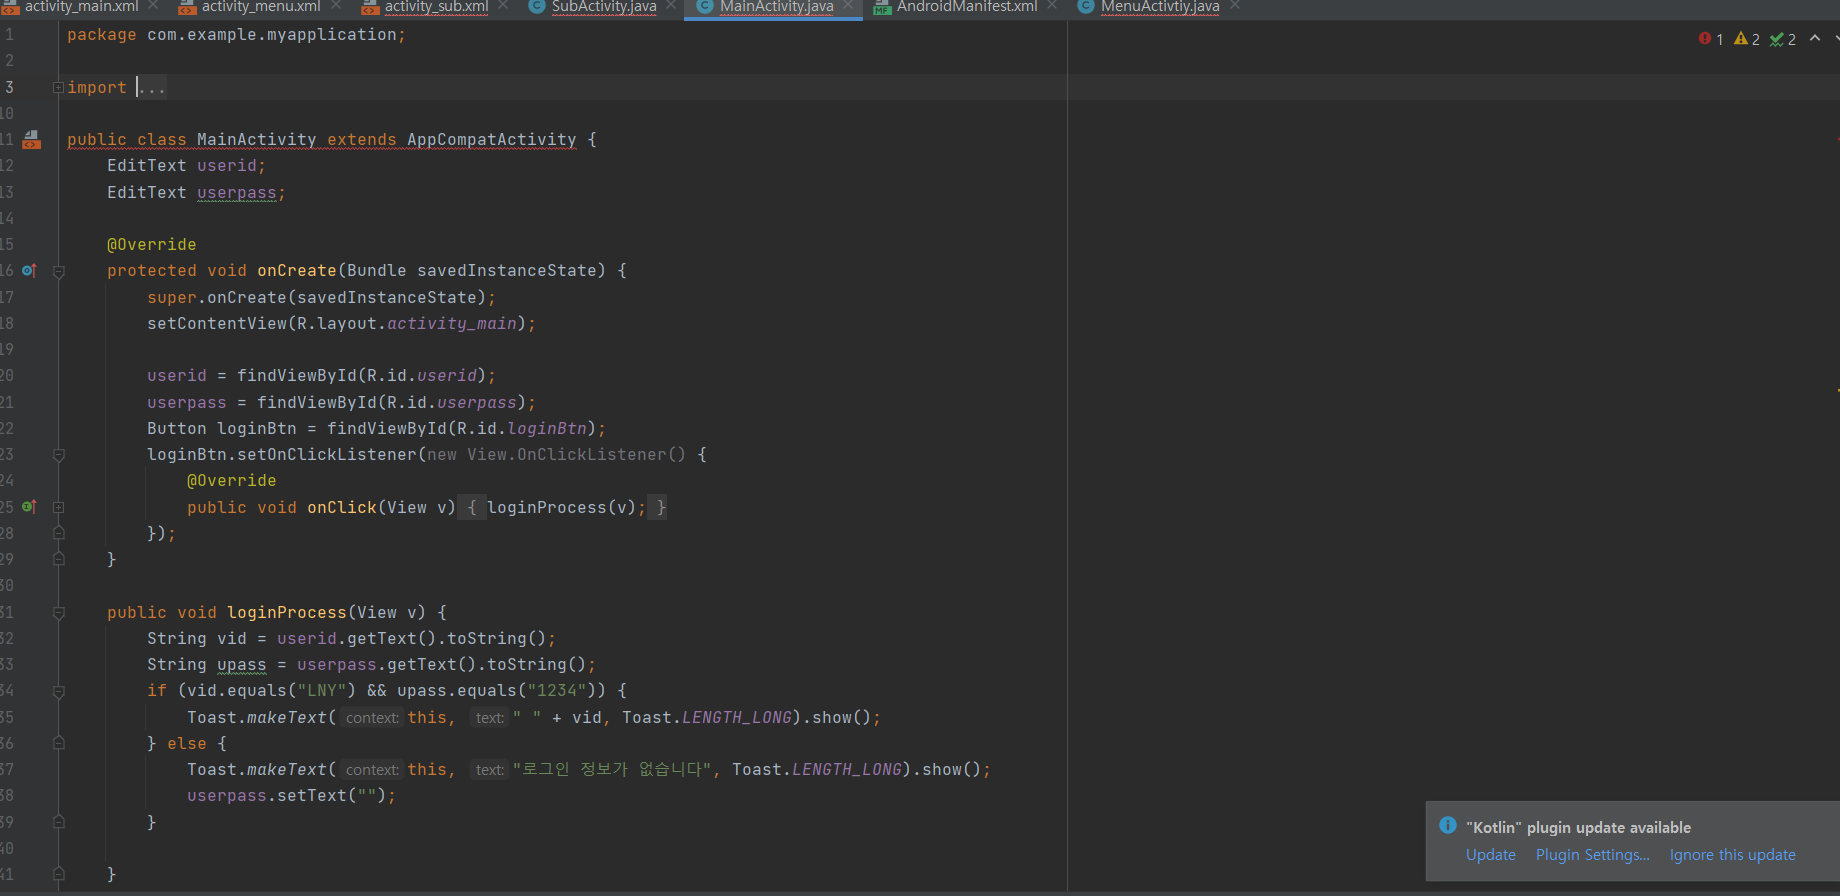 activity_main.xml activity_menu.xml activity_sub.xml SubActivity.java MainActivity.java AndroidManifest.xml MenuActivtiy.java
1 package com.example.myapplication; 1 2 2
2
3 import ...
10
11 public class MainActivity extends AppCompatActivity {
12 EditText userid;
13 EditText userpass;
14
15 @Override
16 protected void onCreate(Bundle savedInstanceState) {
17 super.onCreate(savedInstanceState);
18 setContentView(R.layout.activity_main);
19
20 userid = findViewById(R.id.userid);
21 userpass = findViewById(R.id.userpass);
22 Button loginBtn = findViewById(R.id.loginBtn);
23 loginBtn.setOnClickListener(new View.OnClickListener() {
24 @Override
25 public void onClick(View v) { loginProcess(v); }
28 });
29 }
30
31 public void loginProcess(View v) {
32 String vid = userid.getText().toString();
33 String upass = userpass.getText().toString();
34 if (vid.equals("LNY") && upass.equals("1234")) {
35 Toast.makeText( context: this, text: " " + vid, Toast.LENGTH_LONG).show();
36 } else {
37 Toast.makeText( context: this, text: "로그인 정보가 없습니다", Toast.LENGTH_LONG).show();
38 userpass.setText("");
39 }
40
41 }
"Kotlin" plugin update available
Update Plugin Settings... Ignore this update